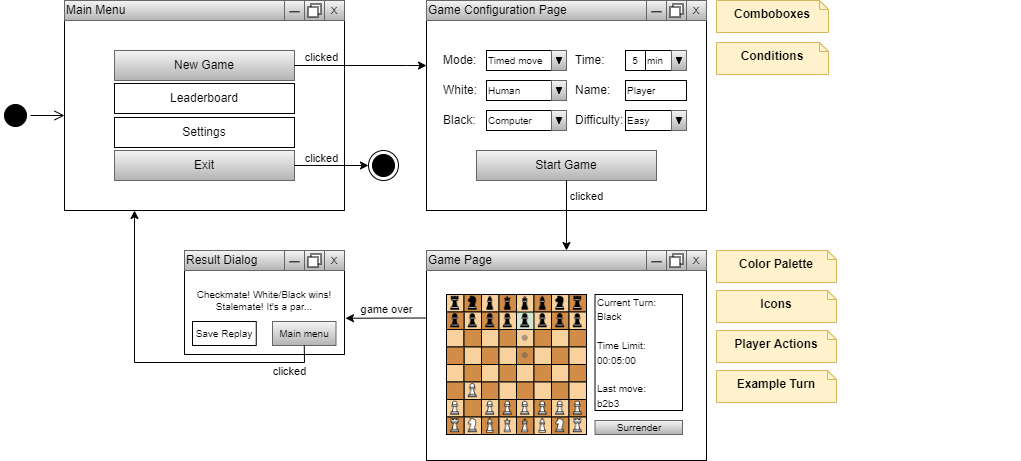 Main Menu
X
New Game
Leaderboard
Settings
Exit
clicked
clicked
Game Configuration Page
X
Mode:
Timed move
Time:
5
min
White:
Human
Name:
Player
Black:
Computer
Difficulty:
Easy
Start Game
clicked
Comboboxes
Conditions
Result Dialog
X
Checkmate! White/Black wins!
Stalemate! It's a par...
Save Replay
Main menu
clicked
game over
Game Page
X
Current Turn:
Black
Time Limit:
00:05:00
Last move:
b2b3
Surrender
Color Palette
Icons
Player Actions
Example Turn